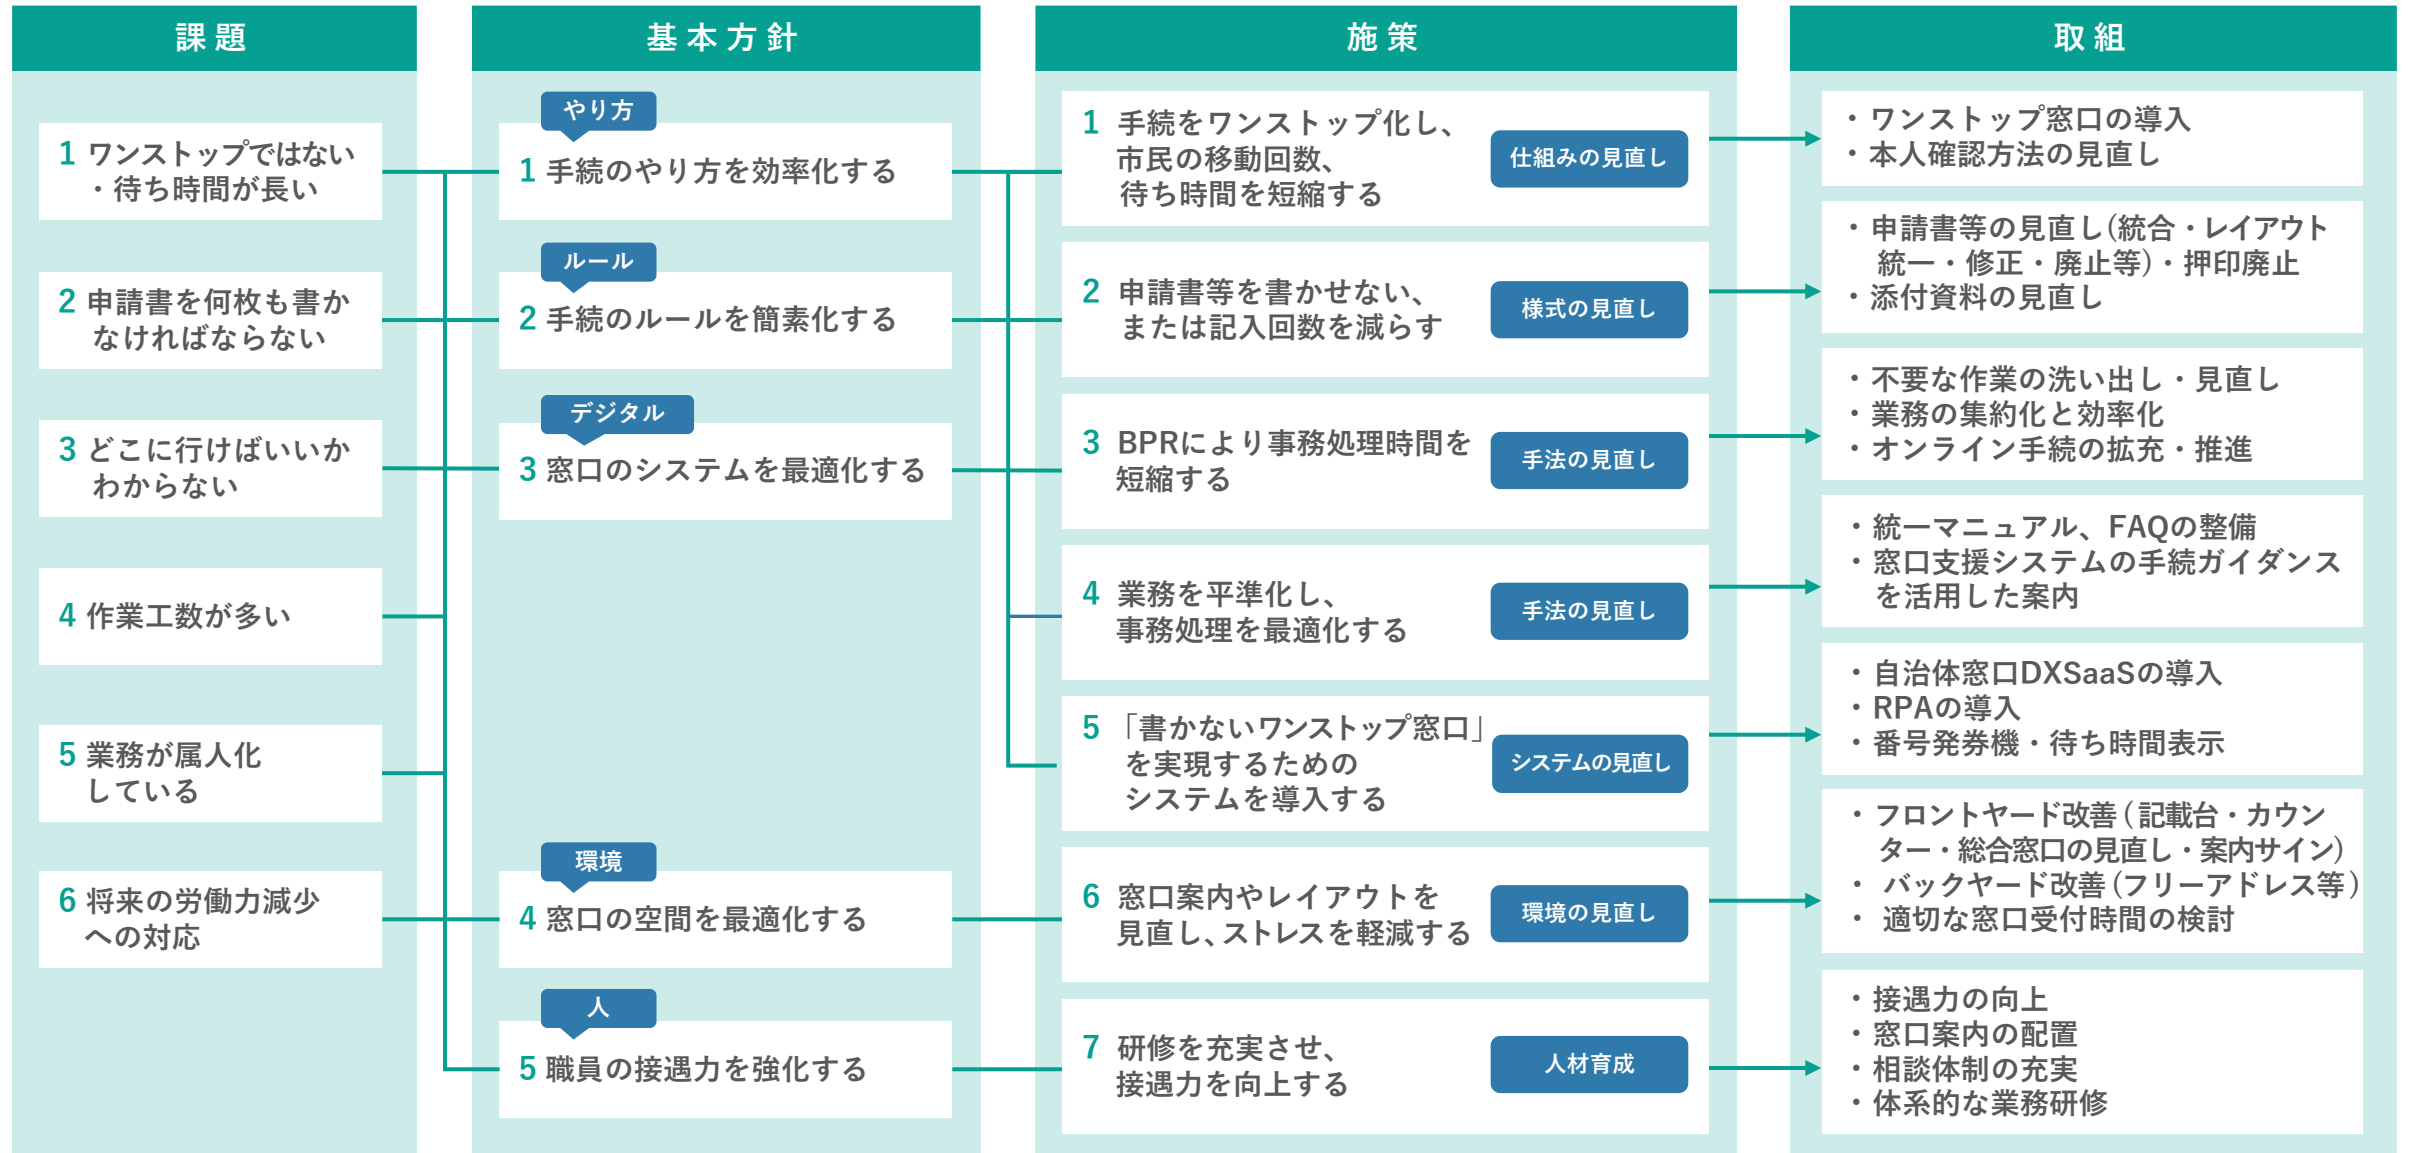 課題
1 ワンストップではない
・待ち時間が長い
2 申請書を何枚も書か
なければならない
3 どこに行けばいいか
わからない
4 作業工数が多い
5 業務が属人化
している
6 将来の労働力減少
への対応
基本方針
やり方
1 手続のやり方を効率化する
ルール
2 手続のルールを簡素化する
デジタル
3 窓口のシステムを最適化する
環境
4 窓口の空間を最適化する
人
5 職員の接遇力を強化する
施策
1 手続をワンストップ化し、
市民の移動回数、
待ち時間を短縮する
仕組みの見直し
2 申請書等を書かせない、
または記入回数を減らす
様式の見直し
3 BPRにより事務処理時間を
短縮する
手法の見直し
4 業務を平準化し、
事務処理を最適化する
手法の見直し
5 「書かないワンストップ窓口」
を実現するための
システムを導入する
システムの見直し
6 窓口案内やレイアウトを
見直し、ストレスを軽減する
環境の見直し
7 研修を充実させ、
接遇力を向上する
人材育成
取組
・ワンストップ窓口の導入
・本人確認方法の見直し
・申請書等の見直し(統合・レイアウト
統一・修正・廃止等)・押印廃止
・添付資料の見直し
・不要な作業の洗い出し・見直し
・業務の集約化と効率化
・オンライン手続の拡充・推進
・統一マニュアル、FAQの整備
・窓口支援システムの手続ガイダンス
を活用した案内
・自治体窓口DXSaaSの導入
・RPAの導入
・番号発券機・待ち時間表示
・フロントヤード改善(記載台・カウン
ター・総合窓口の見直し・案内サイン)
・バックヤード改善(フリーアドレス等)
・適切な窓口受付時間の検討
・接遇力の向上
・窓口案内の配置
・相談体制の充実
・体系的な業務研修